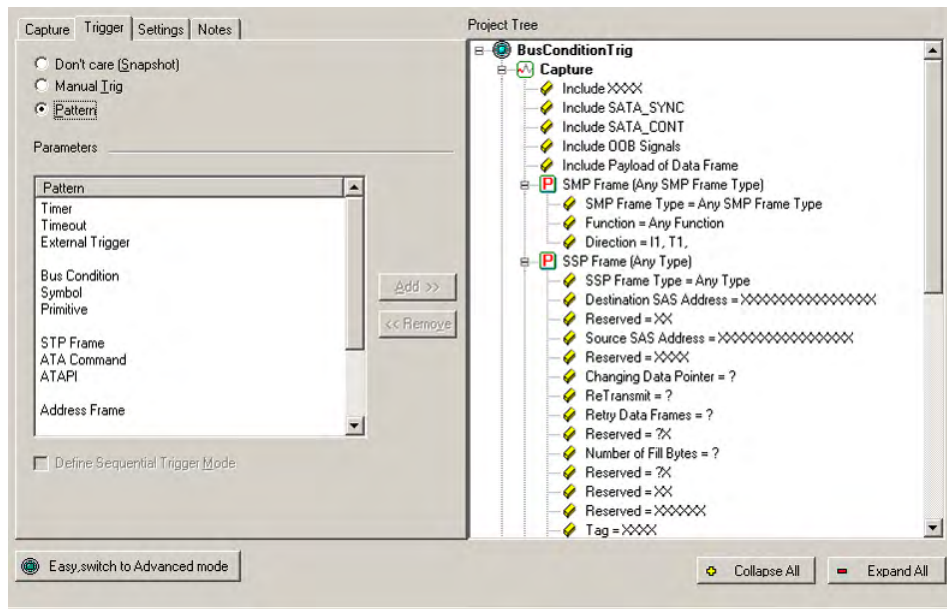 Capture Trigger Settings Notes
Don't care (Snapshot)
Manual Trig
Pattern
Parameters
Pattern
Timer
Timeout
External Trigger
Bus Condition
Symbol
Primitive
STP Frame
ATA Command
ATAPI
Address Frame
Add >>
<< Remove
Define Sequential Trigger Mode
Easy,switch to Advanced mode
Project Tree
BusConditionTrig
Capture
Include XXXX
Include SATA_SYNC
Include SATA_CONT
Include OOB Signals
Include Payload of Data Frame
P SMP Frame (Any SMP Frame Type)
SMP Frame Type = Any SMP Frame Type
Function = Any Function
Direction = I1, T1,
P SSP Frame (Any Type)
SSP Frame Type = Any Type
Destination SAS Address = XXXXXXXXXXXXXXXX
Reserved = XX
Source SAS Address = XXXXXXXXXXXXXXXX
Reserved = XXXX
Changing Data Pointer = ?
ReTransmit = ?
Retry Data Frames = ?
Reserved = ?X
Number of Fill Bytes = ?
Reserved = ?X
Reserved = XX
Reserved = XXXXXX
Tag = XXXX
Collapse All
Expand All